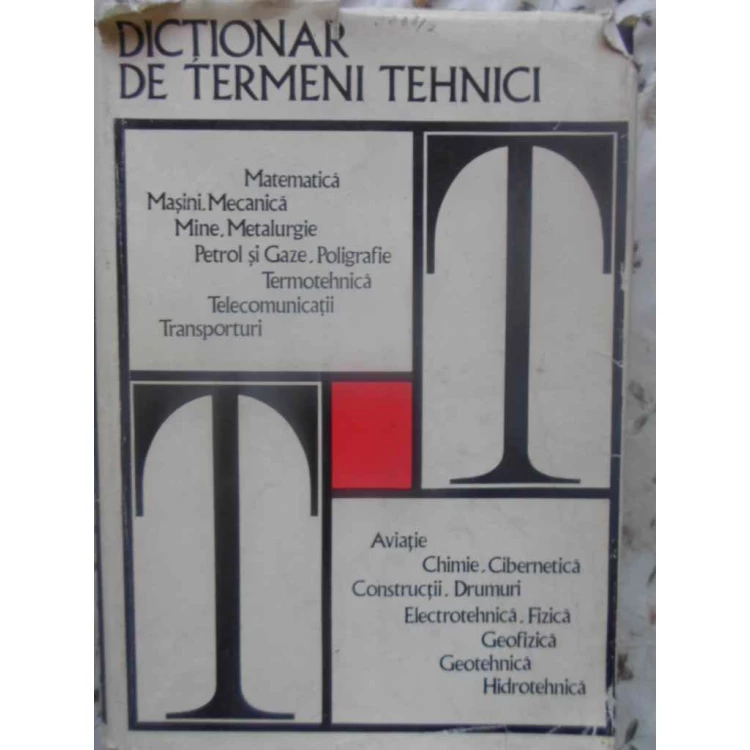 DICȚIONAR
DE TERMENI TEHNICI
Matematică
Mașini. Mecanică
Mine. Metalurgie
Petrol și Gaze. Poligrafie
Termotehnică
Telecomunicații
Transporturi
T
T
Aviație
Chimie. Cibernetică
Construcții. Drumuri
Electrotehnică. Fizică
Geofizică
Geotehnică
Hidrotehnică